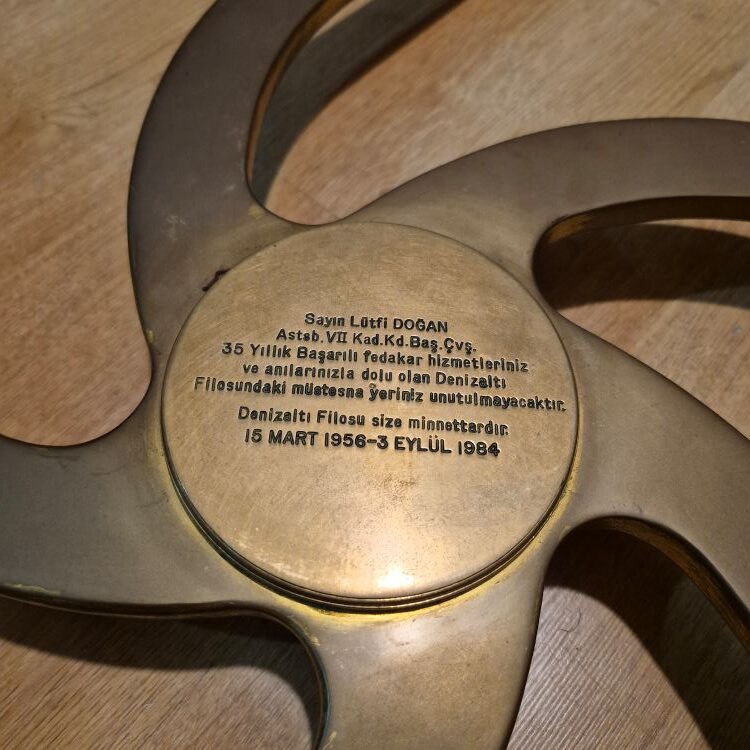 Sayın Lütfi DOĞAN
Astsb.VII Kad.Kd.Baş.Çvş.
35 Yıllık Başarılı fedakar hizmetleriniz
ve anılarınızla dolu olan Denizaltı
Filosundaki müstesna yeriniz unutulmayacaktır.
Denizaltı Filosu size minnettardır.
15 MART 1956-3 EYLÜL 1984